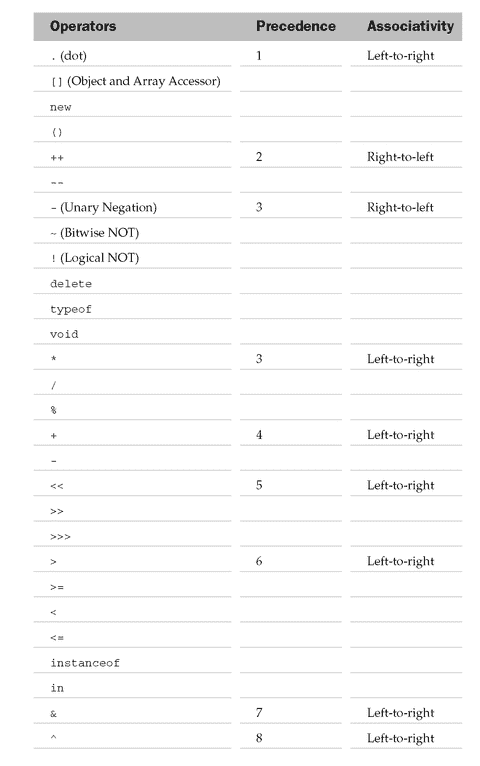 Operators Precedence Associativity
. (dot) 1 Left-to-right
[] (Object and Array Accessor)
new
()
++ 2 Right-to-left
--
- (Unary Negation) 3 Right-to-left
~ (Bitwise NOT)
! (Logical NOT)
delete
typeof
void
* 3 Left-to-right
/
%
+ 4 Left-to-right
-
<< 5 Left-to-right
>>
>>>
> 6 Left-to-right
>=
<
<=
instanceof
in
& 7 Left-to-right
^ 8 Left-to-right